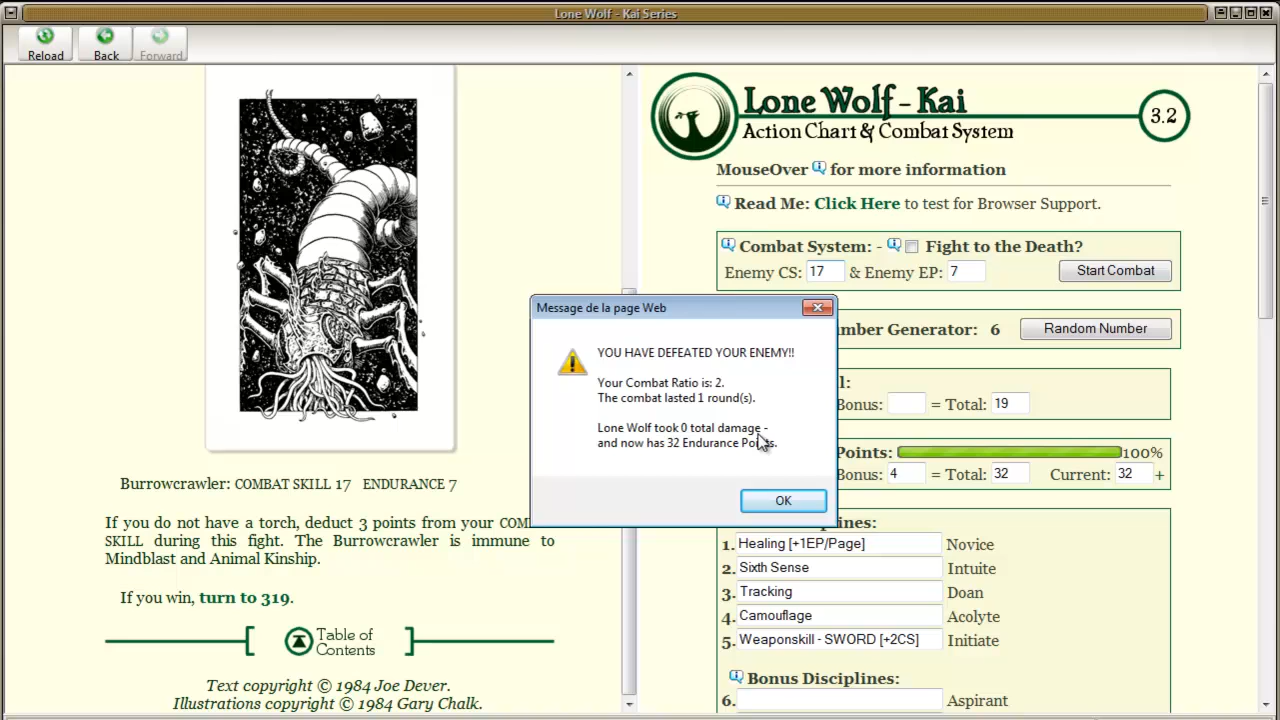 Lone Wolf - Kai Series
Reload
Back
Forward
Burrowcrawler: COMBAT SKILL 17 ENDURANCE 7
If you do not have a torch, deduct 3 points from your
SKILL during this fight. The Burrowcrawler is immune to
Mindblast and Animal Kinship.
If you win, turn to 319.
Table of
Contents
Text copyright © 1984 Joe Dever.
Illustrations copyright © 1984 Gary Chalk.
Lone Wolf - Kai
Action Chart & Combat System
3.2
MouseOver for more information
Read Me: Click Here to test for Browser Support.
Combat System: - Fight to the Death?
Enemy CS: 17 & Enemy EP: 7 Start Combat
Generator: 6 Random Number
Bonus: = Total: 19
Points: 100%
Bonus: 4 = Total: 32 Current: 32 +
1. Healing [+1EP/Page] Novice
2. Sixth Sense Intuite
3. Tracking Doan
4. Camouflage Acolyte
5. Weaponskill - SWORD [+2CS] Initiate
Bonus Disciplines:
6. Aspirant
Message de la page Web
YOU HAVE DEFEATED YOUR ENEMY!!
Your Combat Ratio is: 2.
The combat lasted 1 round(s).
Lone Wolf took 0 total damage -
and now has 32 Endurance Points.
OK